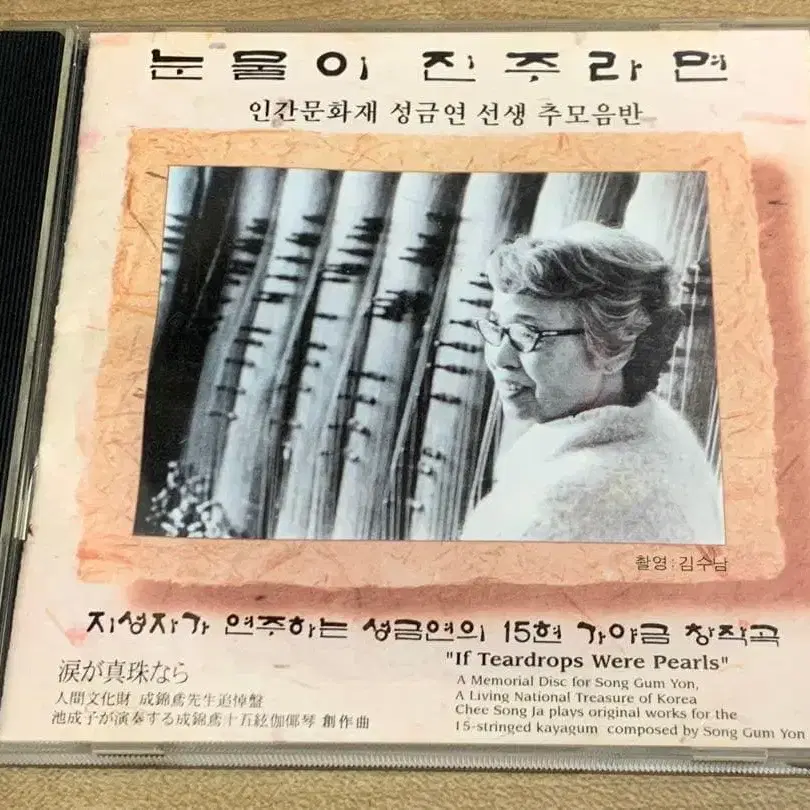 눈물이 진주라면
인간문화재 성금연 선생 추모음반
촬영 : 김수남
지성자가 연주하는 성금연의 15현 가야금 창작곡
涙が真珠なら
人間文化財 成錦鳶先生追悼盤
池成子が演奏する成錦鳶十五絃伽倻琴 創作曲
"If Teardrops Were Pearls"
A Memorial Disc for Song Gum Yon,
A Living National Treasure of Korea
Chee Song Ja plays original works for the
15-stringed kayagum composed by Song Gum Yon